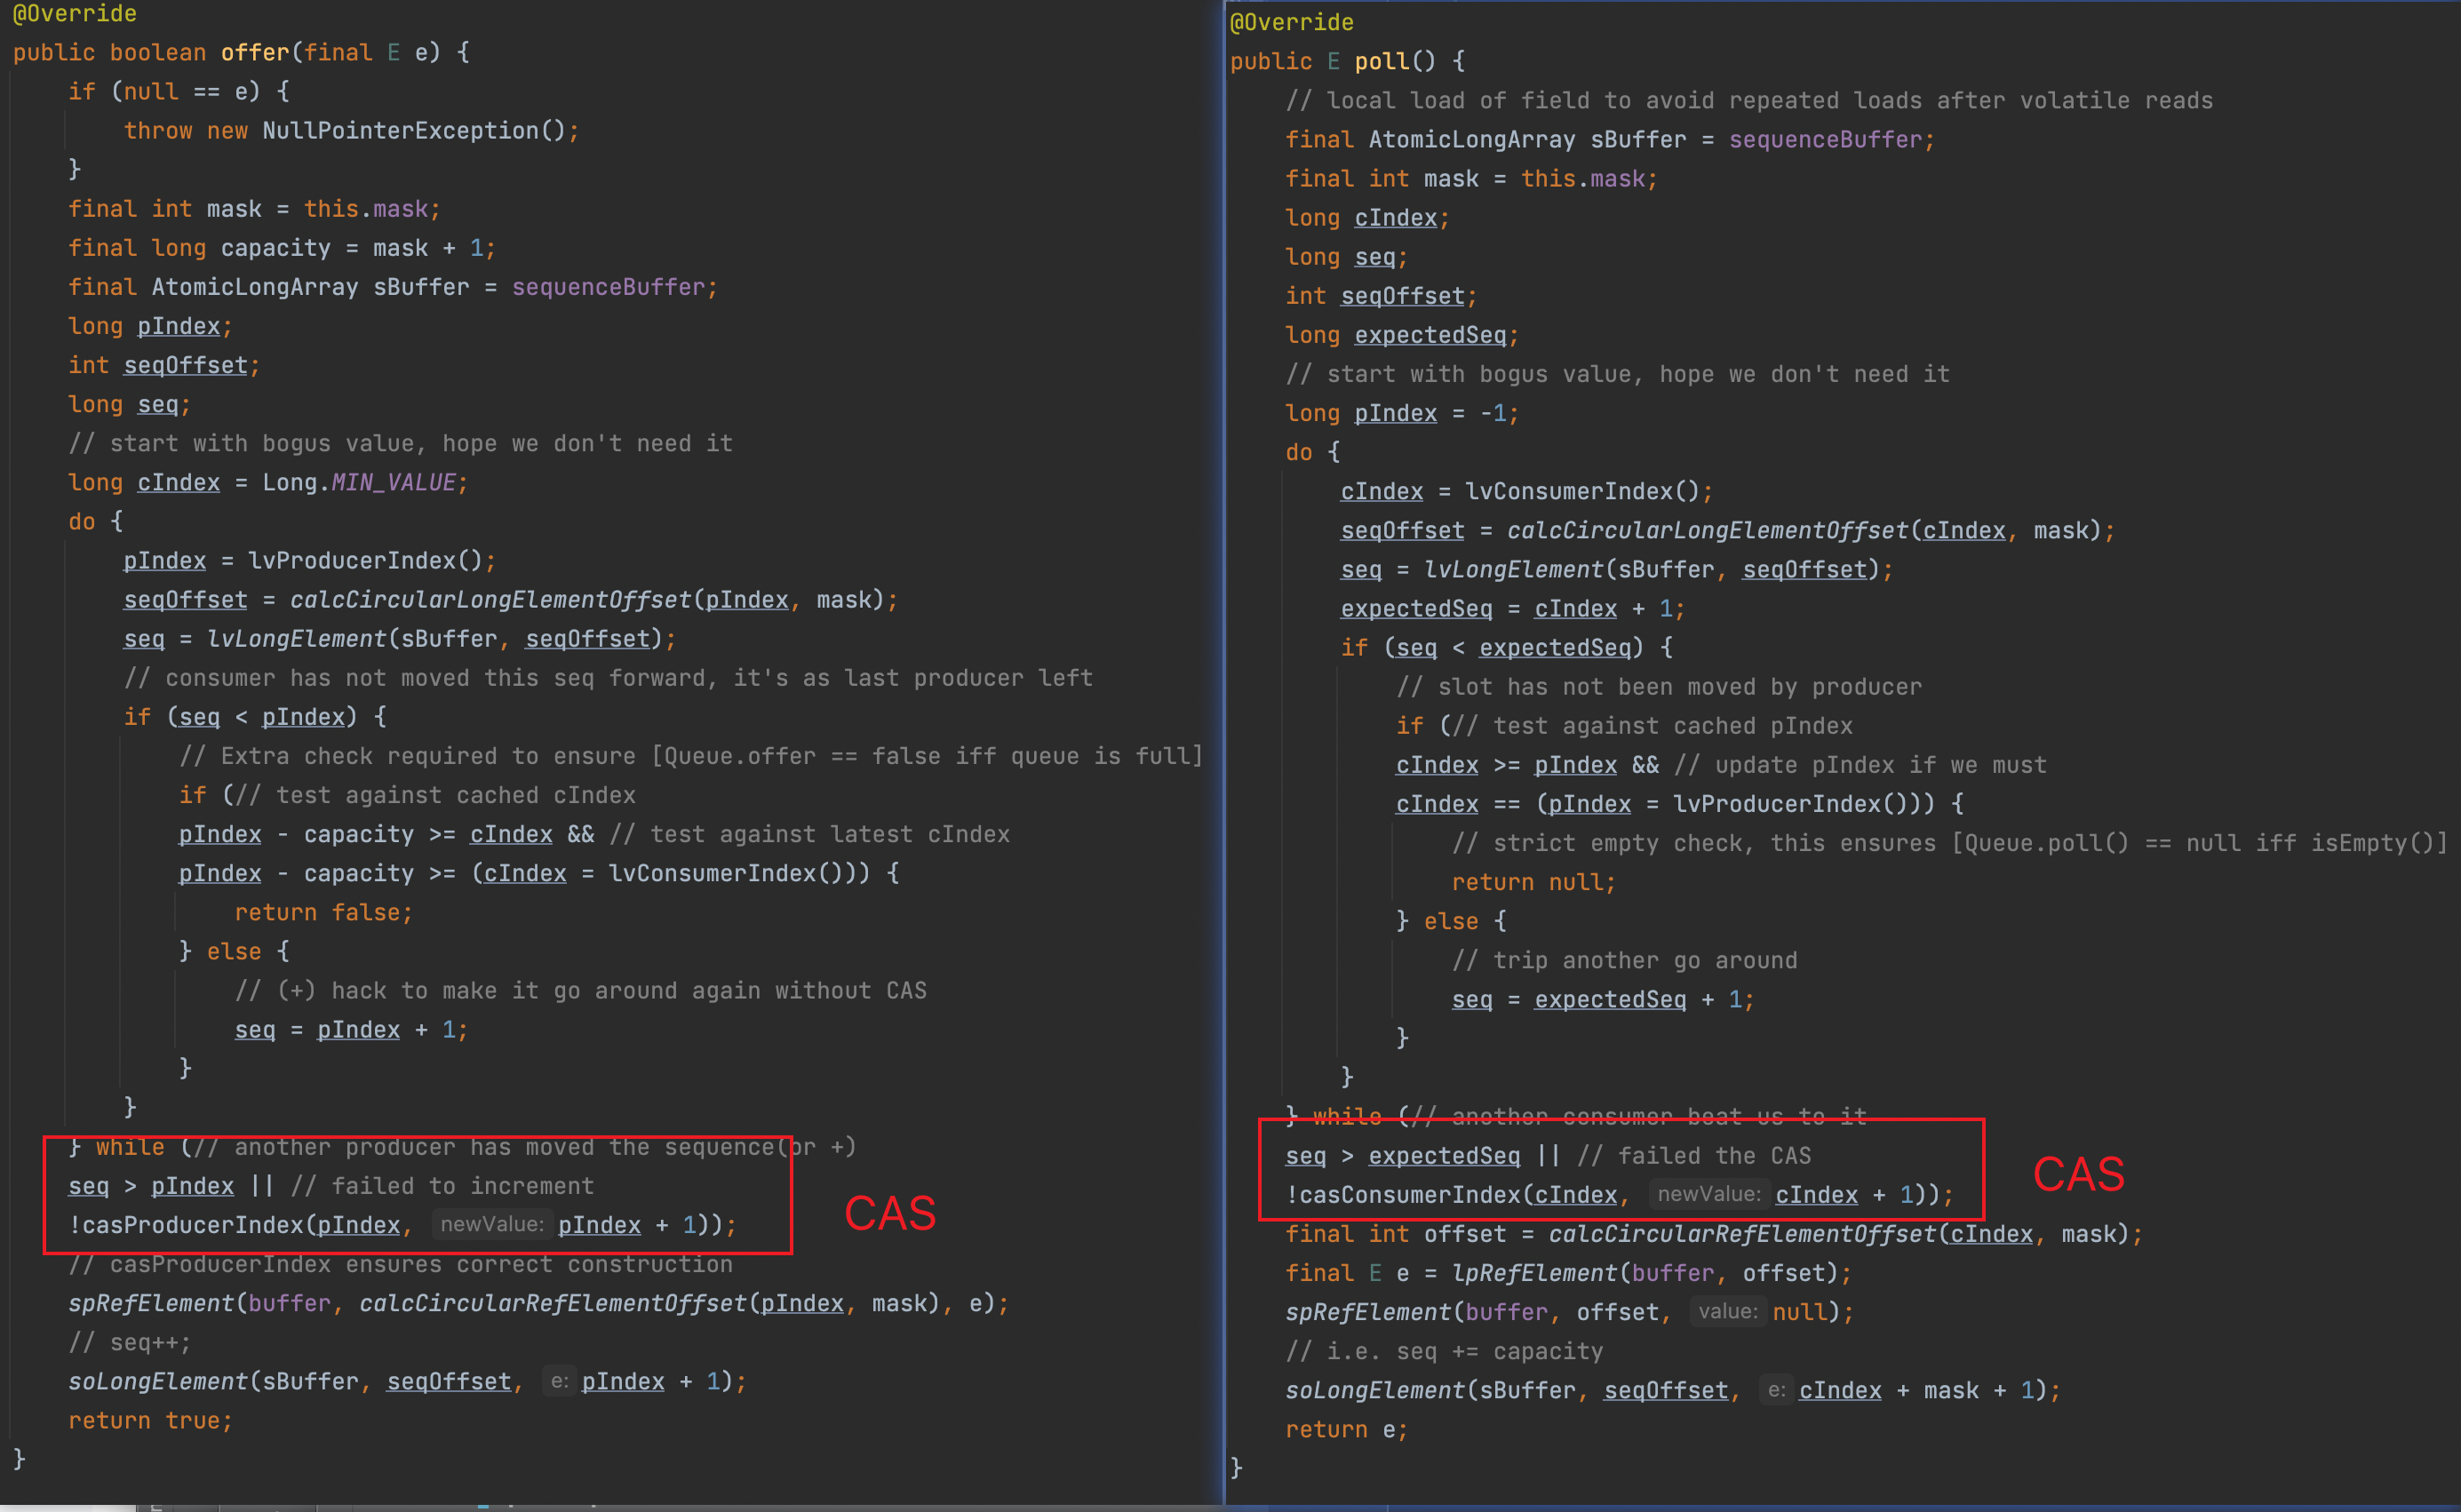 @Override
public boolean offer(final E e) {
if (null == e) {
throw new NullPointerException();
}
final int mask = this.mask;
final long capacity = mask + 1;
final AtomicLongArray sBuffer = sequenceBuffer;
long pIndex;
int seqOffset;
long seq;
// start with bogus value, hope we don't need it
long cIndex = Long.MIN_VALUE;
do {
pIndex = lvProducerIndex();
seqOffset = calcCircularLongElementOffset(pIndex, mask);
seq = lvLongElement(sBuffer, seqOffset);
// consumer has not moved this seq forward, it's as last producer left
if (seq < pIndex) {
// Extra check required to ensure [Queue.offer == false iff queue is full]
if (// test against cached cIndex
pIndex - capacity >= cIndex && // test against latest cIndex
pIndex - capacity >= (cIndex = lvConsumerIndex())) {
return false;
} else {
// (+) hack to make it go around again without CAS
seq = pIndex + 1;
}
}
} while (// another producer has moved the sequence(or +)
seq > pIndex || // failed to increment
!casProducerIndex(pIndex, newValue: pIndex + 1));
CAS
// casProducerIndex ensures correct construction
spRefElement(buffer, calcCircularRefElementOffset(pIndex, mask), e);
// seq++;
soLongElement(sBuffer, seqOffset, e: pIndex + 1);
return true;
}
@Override
public E poll() {
// local load of field to avoid repeated loads after volatile reads
final AtomicLongArray sBuffer = sequenceBuffer;
final int mask = this.mask;
long cIndex;
long seq;
int seqOffset;
long expectedSeq;
// start with bogus value, hope we don't need it
long pIndex = -1;
do {
cIndex = lvConsumerIndex();
seqOffset = calcCircularLongElementOffset(cIndex, mask);
seq = lvLongElement(sBuffer, seqOffset);
expectedSeq = cIndex + 1;
if (seq < expectedSeq) {
// slot has not been moved by producer
if (// test against cached pIndex
cIndex >= pIndex && // update pIndex if we must
cIndex == (pIndex = lvProducerIndex())) {
// strict empty check, this ensures [Queue.poll() == null iff isEmpty()]
return null;
} else {
// trip another go around
seq = expectedSeq + 1;
}
}
} while (// another consumer beat us to it
seq > expectedSeq || // failed the CAS
!casConsumerIndex(cIndex, newValue: cIndex + 1));
CAS
final int offset = calcCircularRefElementOffset(cIndex, mask);
final E e = lpRefElement(buffer, offset);
spRefElement(buffer, offset, value: null);
// i.e. seq += capacity
soLongElement(sBuffer, seqOffset, e: cIndex + mask + 1);
return e;
}